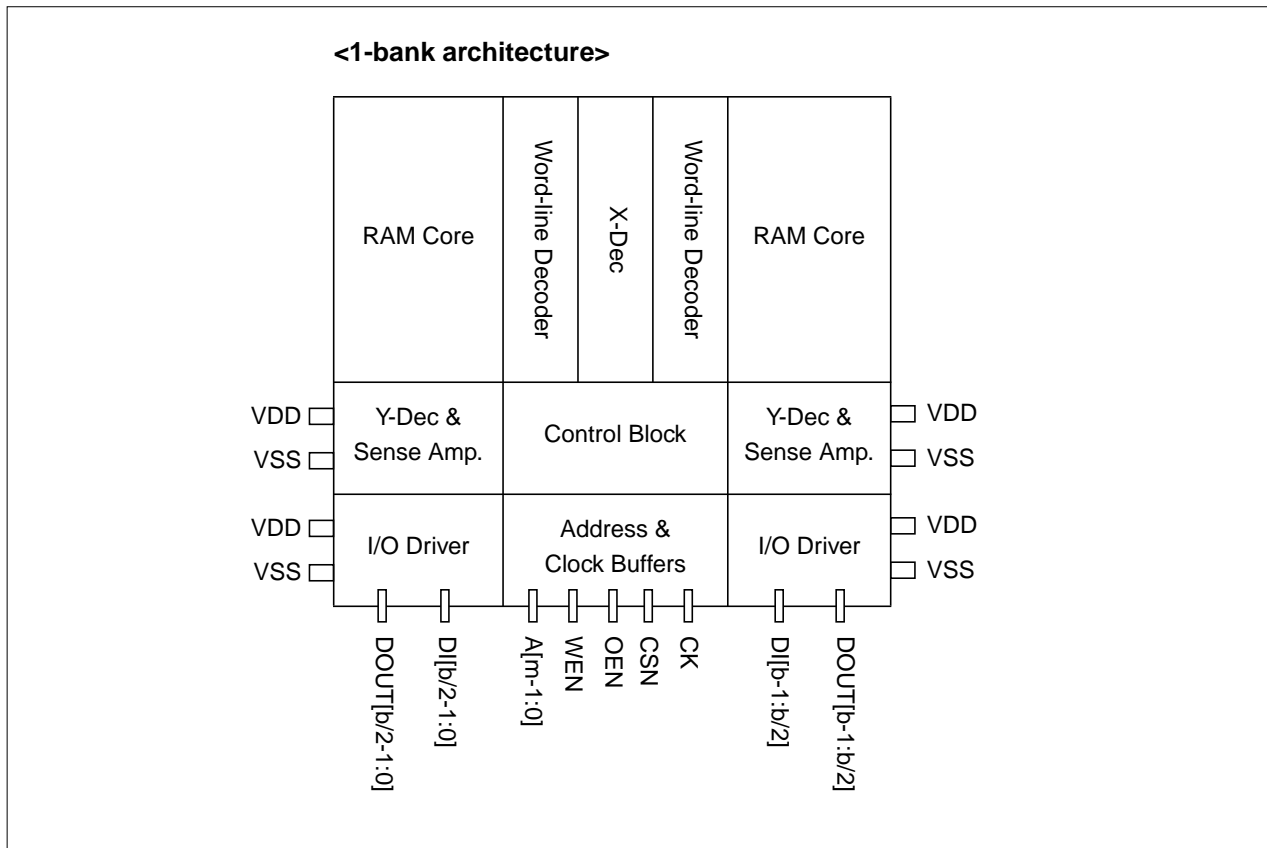 <1-bank architecture>
RAM Core
Word-line Decoder
X-Dec
Word-line Decoder
RAM Core
VDD
VSS
Y-Dec &
Sense Amp.
Control Block
Y-Dec &
Sense Amp.
VDD
VSS
VDD
VSS
I/O Driver
Address &
Clock Buffers
I/O Driver
VDD
VSS
DOUT[b/2-1:0]
DI[b/2-1:0]
A[m-1:0]
WEN
OEN
CSN
CK
DI[b-1:b/2]
DOUT[b-1:b/2]